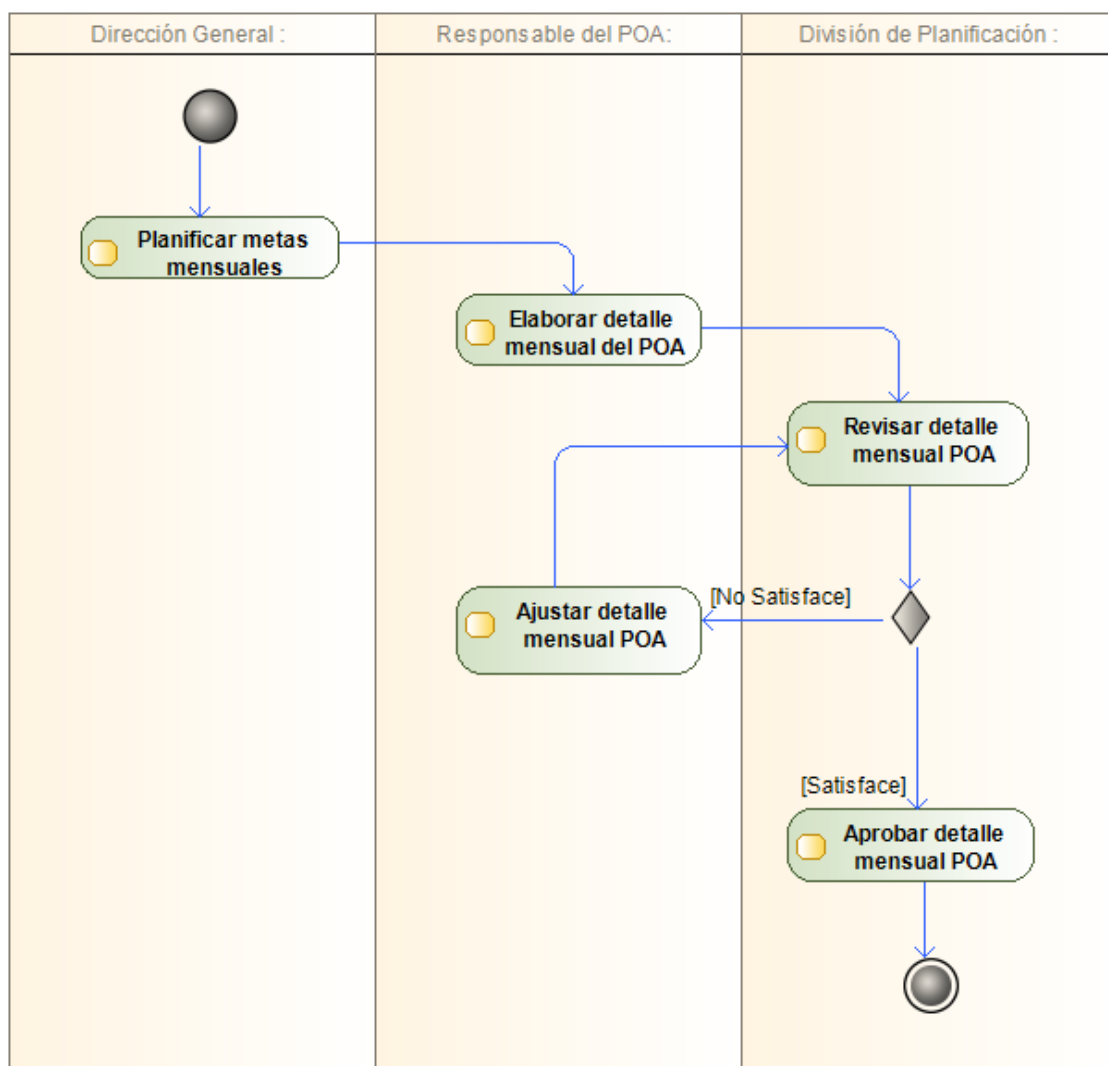 Dirección General :
Responsable del POA:
División de Planificación :
Planificar metas
mensuales
Elaborar detalle
mensual del POA
Revisar detalle
mensual POA
[No Satisface]
Ajustar detalle
mensual POA
[Satisface]
Aprobar detalle
mensual POA